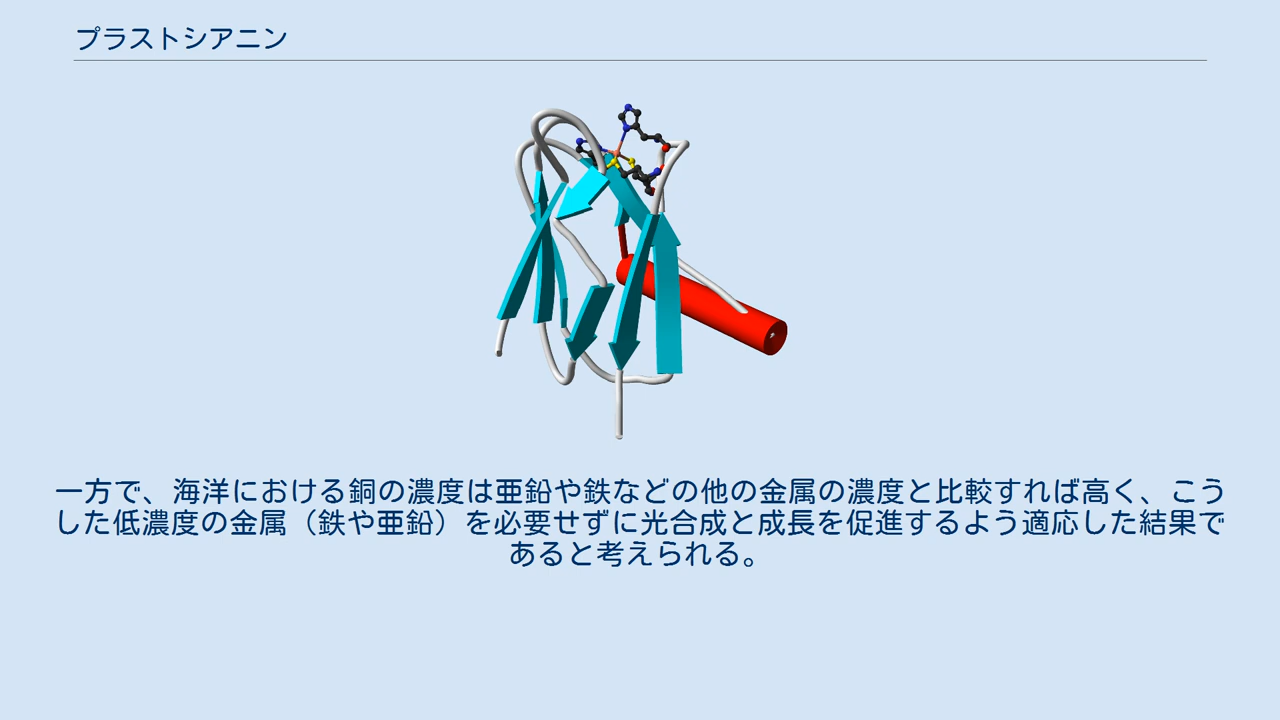 プラストシアニン
一方で、海洋における銅の濃度は亜鉛や鉄などの他の金属の濃度と比較すれば高く、こう
した低濃度の金属（鉄や亜鉛）を必要せずに光合成と成長を促進するよう適応した結果で
あると考えられる。